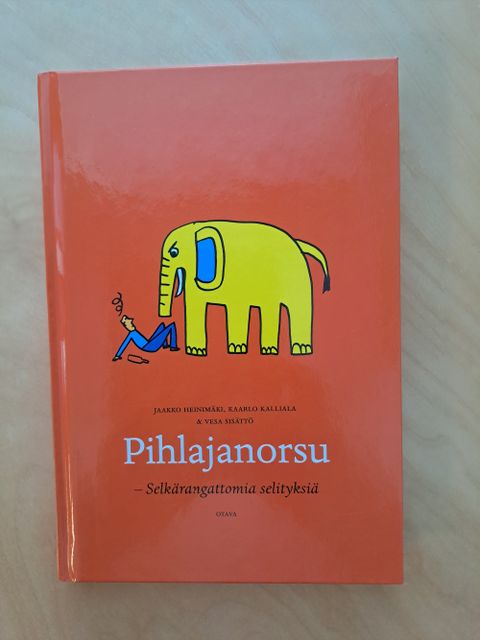 JAAKKO HEINIMÄKI, KAARLO KALLIALA
& VESA SISÄTTÖ
Pihlajanorsu
– Selkärangattomia selityksiä
OTAVA